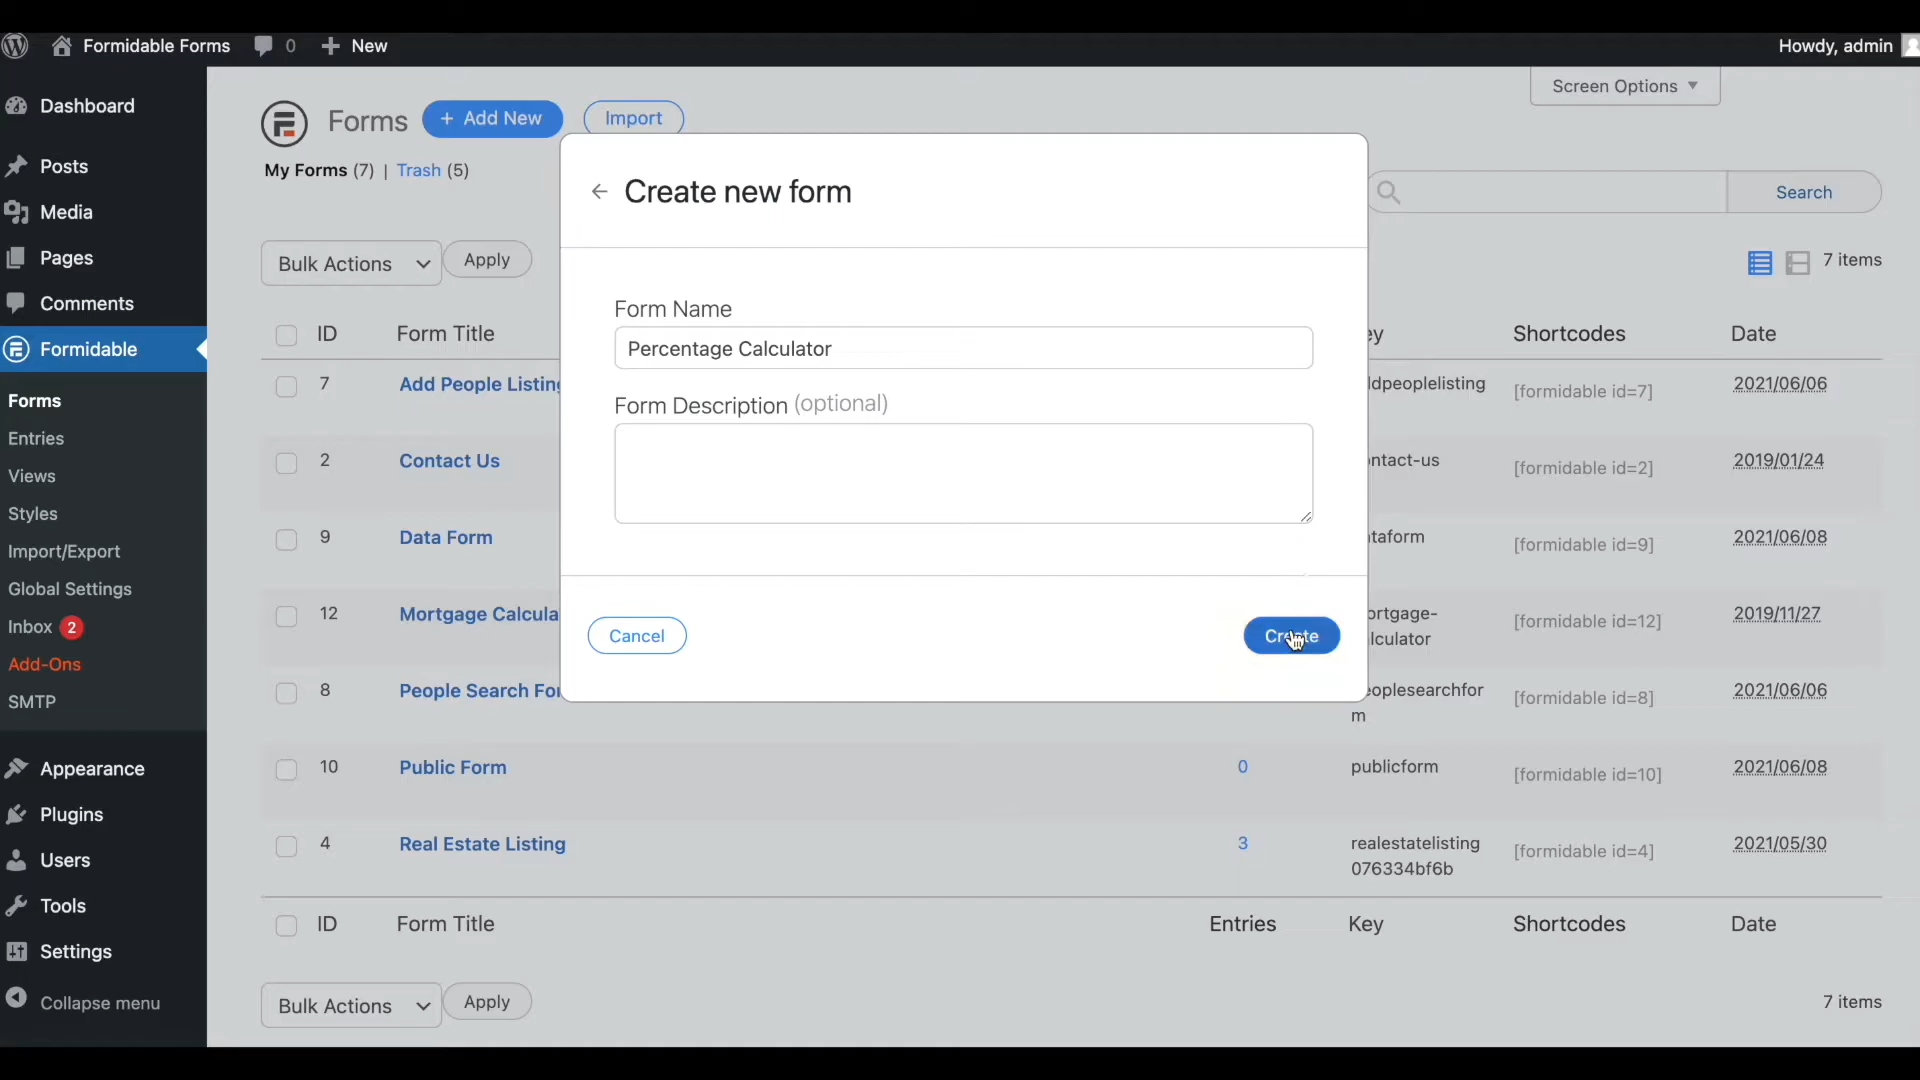 Formidable Forms 0 + New Howdy, admin
Dashboard
Posts
Media
Pages
Comments
Formidable
Forms
Entries
Views
Styles
Import/Export
Global Settings
Inbox 2
Add-Ons
SMTP
Appearance
Plugins
Users
Tools
Settings
Collapse menu
Screen Options ▼
Forms + Add New Import
My Forms (7) | Trash (5)
Search
Bulk Actions Apply
7 items
← Create new form
Form Name
Percentage Calculator
Form Description (optional)
Cancel Create
ID Form Title ey Shortcodes Date
7 Add People Listing dpeoplelisting [formidable id=7] 2021/06/06
2 Contact Us ntact-us [formidable id=2] 2019/01/24
9 Data Form taform [formidable id=9] 2021/06/08
12 Mortgage Calcula ortgage- [formidable id=12] 2019/11/27
lculator
8 People Search For oplesearchfor [formidable id=8] 2021/06/06
m
10 Public Form 0 publicform [formidable id=10] 2021/06/08
4 Real Estate Listing 3 realestatelisting [formidable id=4] 2021/05/30
076334bf6b
ID Form Title Entries Key Shortcodes Date
Bulk Actions Apply
7 items